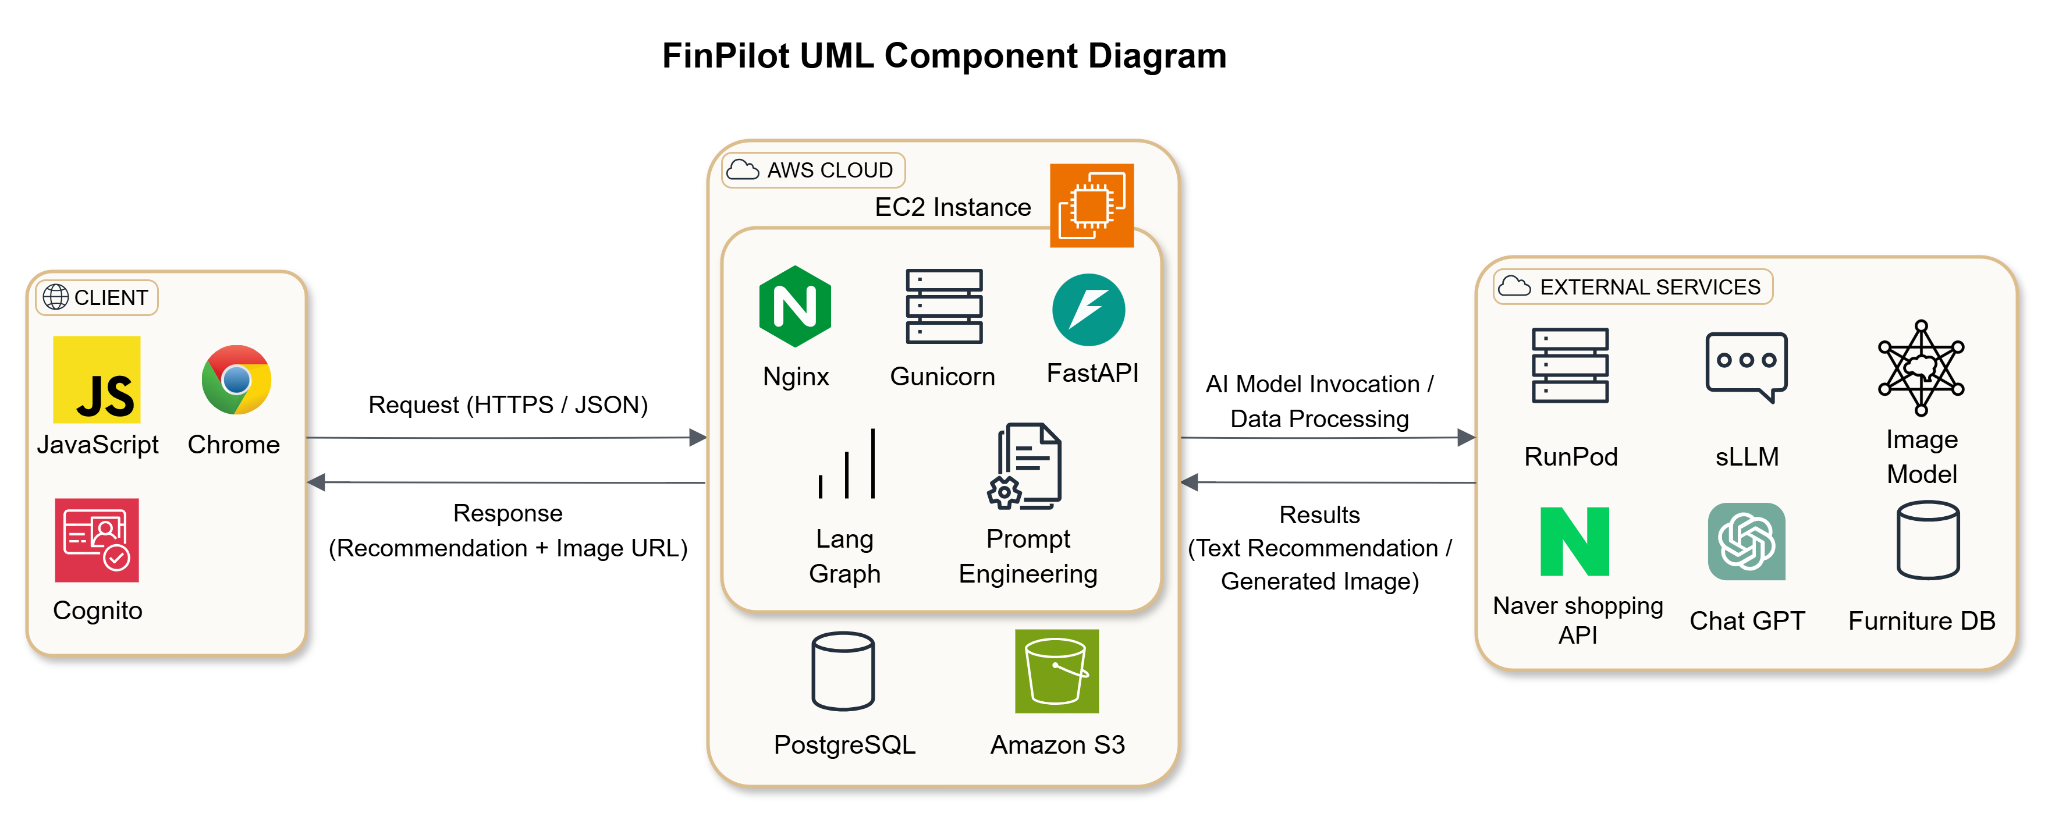 FinPilot UML Component Diagram
CLIENT
JS
JavaScript
Chrome
Cognito
Request (HTTPS / JSON)
Response
(Recommendation + Image URL)
AWS CLOUD
EC2 Instance
Nginx
Gunicorn
FastAPI
Lang
Graph
Prompt
Engineering
PostgreSQL
Amazon S3
AI Model Invocation /
Data Processing
Results
(Text Recommendation /
Generated Image)
EXTERNAL SERVICES
RunPod
sLLM
Image
Model
Naver shopping
API
Chat GPT
Furniture DB